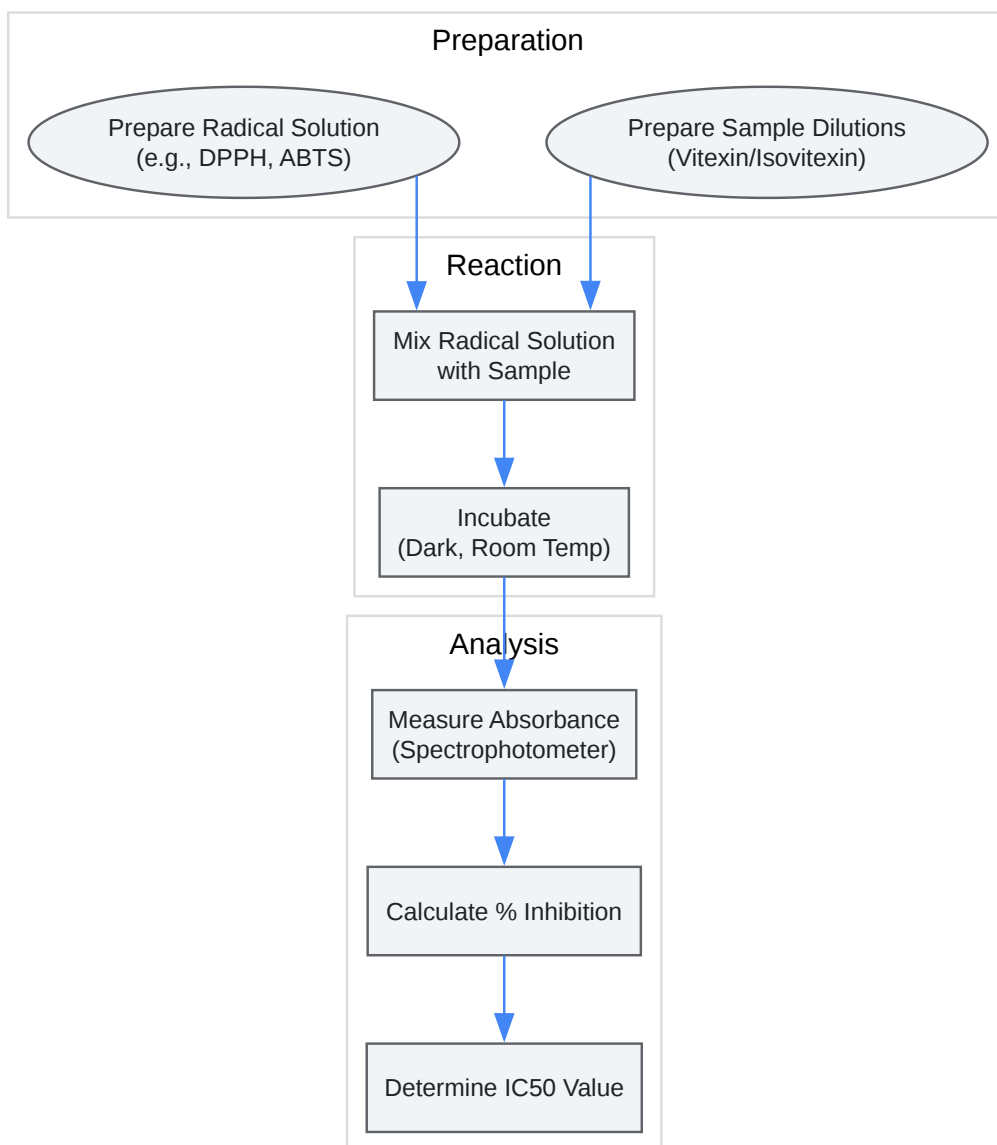 Preparation
Prepare Radical Solution
(e.g., DPPH, ABTS)
Prepare Sample Dilutions
(Vitexin/Isovitexin)
Reaction
Mix Radical Solution
with Sample
Incubate
(Dark, Room Temp)
Analysis
Measure Absorbance
(Spectrophotometer)
Calculate % Inhibition
Determine IC50 Value